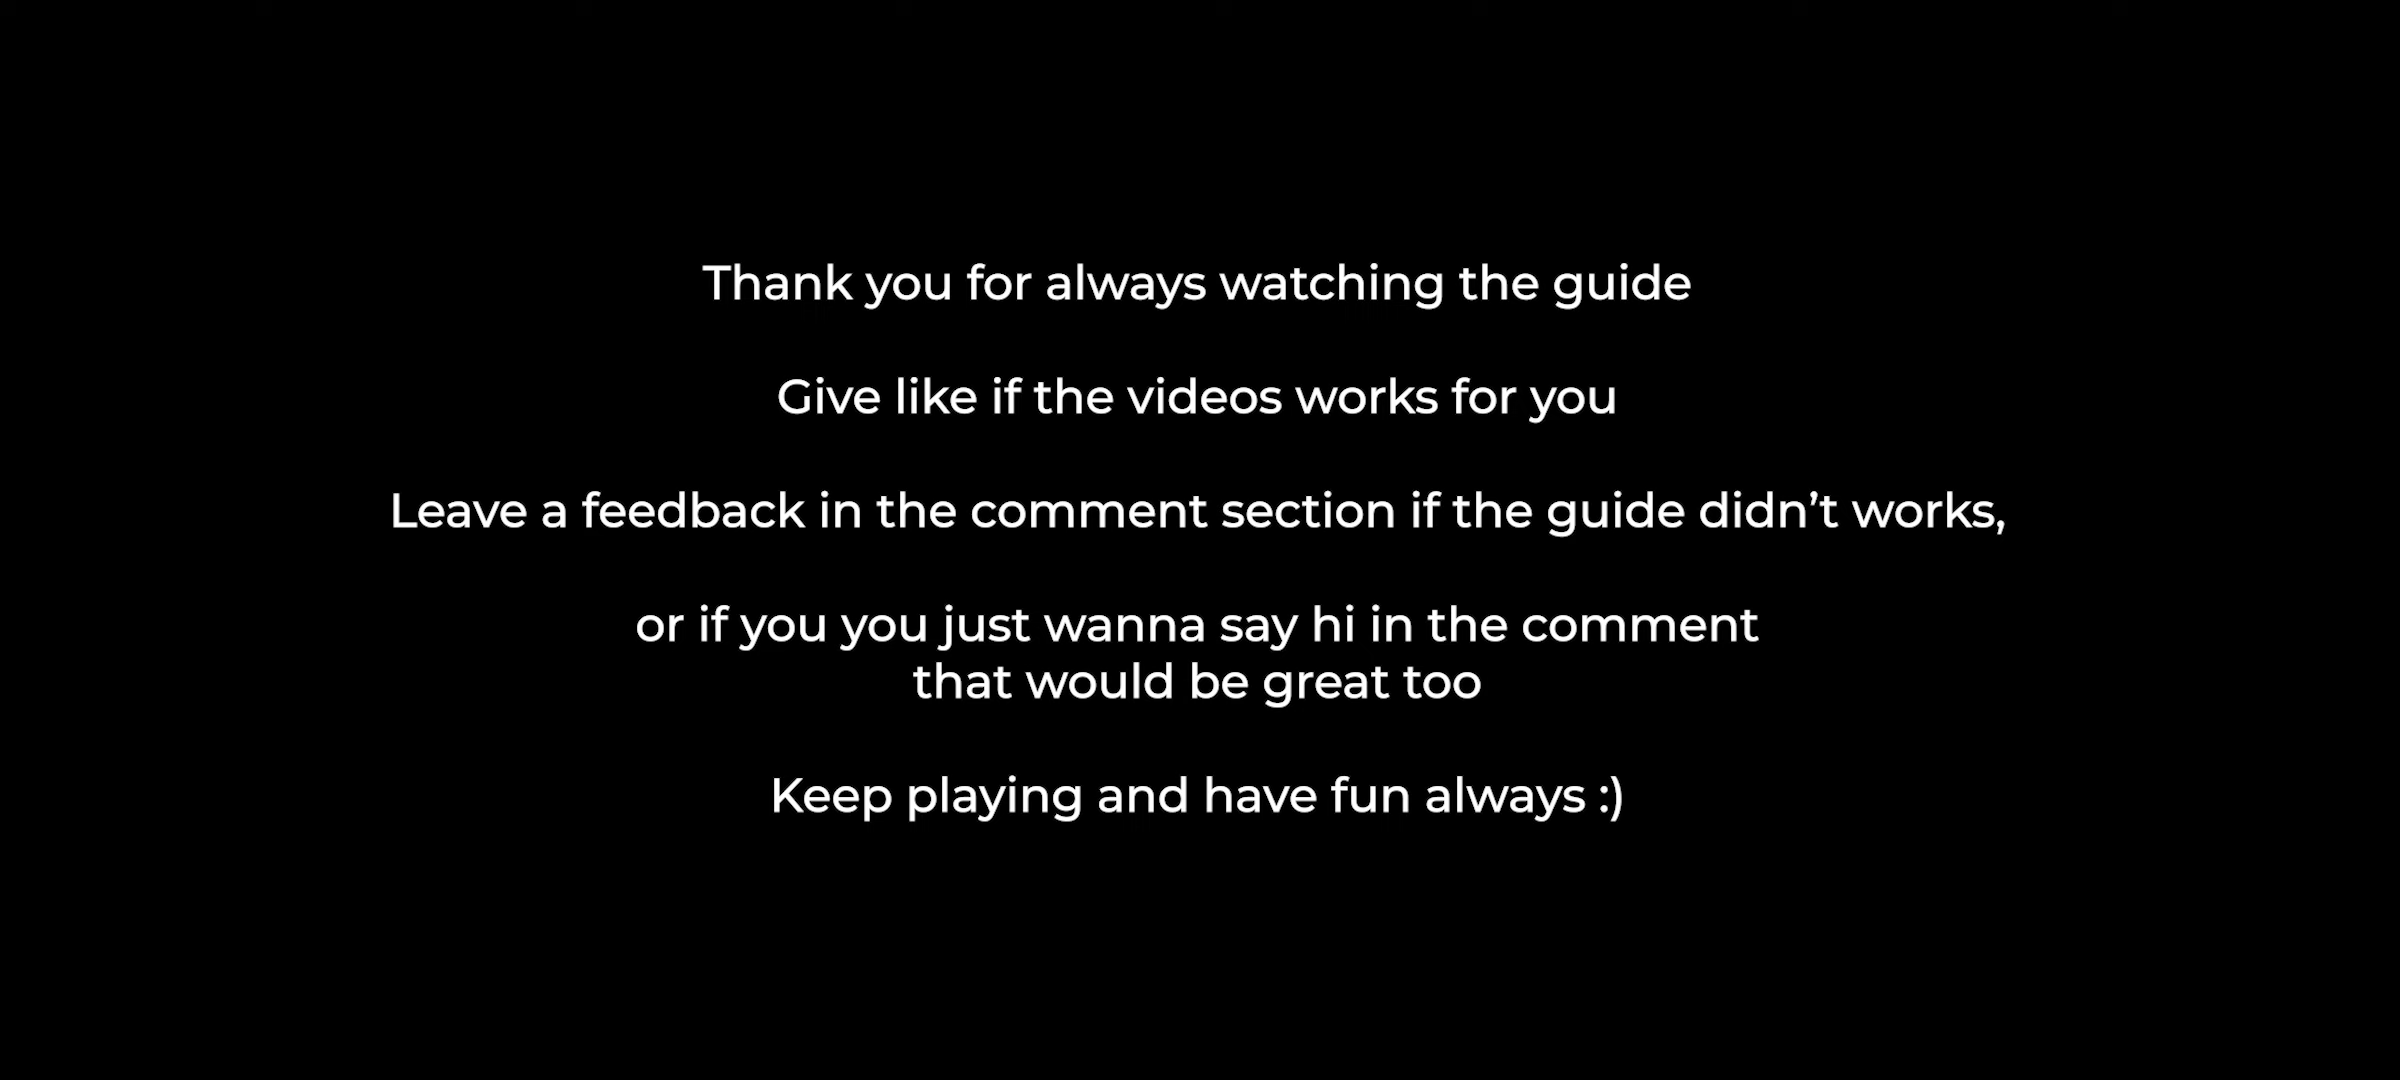 Thank you for always watching the guide
Give like if the videos works for you
Leave a feedback in the comment section if the guide didn’t works,
or if you you just wanna say hi in the comment
that would be great too
Keep playing and have fun always :)